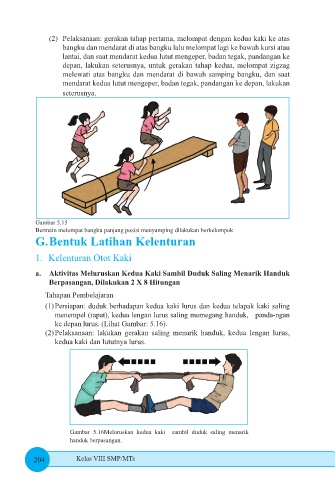 (2) Pelaksanaan: gerakan tahap pertama, melompat dengan kedua kaki ke atas
bangku dan mendarat di atas bangku lalu melompat lagi ke bawah kursi atau
lantai, dan saat mendarat kedua lutut mengeper, badan tegak, pandangan ke
depan, lakukan seterusnya, untuk gerakan tahap kedua, melompat zigzag
melewati atas bangku dan mendarat di bawah samping bangku, dan saat
mendarat kedua lutut mengeper, badan tegak, pandangan ke depan, lakukan
seterusnya.
Gambar 5.15
Bermain melompat bangku panjang posisi menyamping dilakukan berkelompok
G.Bentuk Latihan Kelenturan
1. Kelenturan Otot Kaki
a. Aktivitas Meluruskan Kedua Kaki Sambil Duduk Saling Menarik Handuk
Berpasangan, Dilakukan 2 X 8 Hitungan
Tahapan Pembelajaran
(1)Persiapan: duduk berhadapan kedua kaki lurus dan kedua telapak kaki saling
menempel (rapat), kedua lengan lurus saling memegang handuk, panda-ngan
ke depan lurus. (Lihat Gambar: 5.16).
(2)Pelaksanaan: lakukan gerakan saling menarik handuk, kedua lengan lurus,
kedua kaki dan lututnya lurus.
Gambar 5.16Meluruskan kedua kaki sambil duduk saling menarik
handuk berpasangan.
204 Kelas VIII SMP/MTs